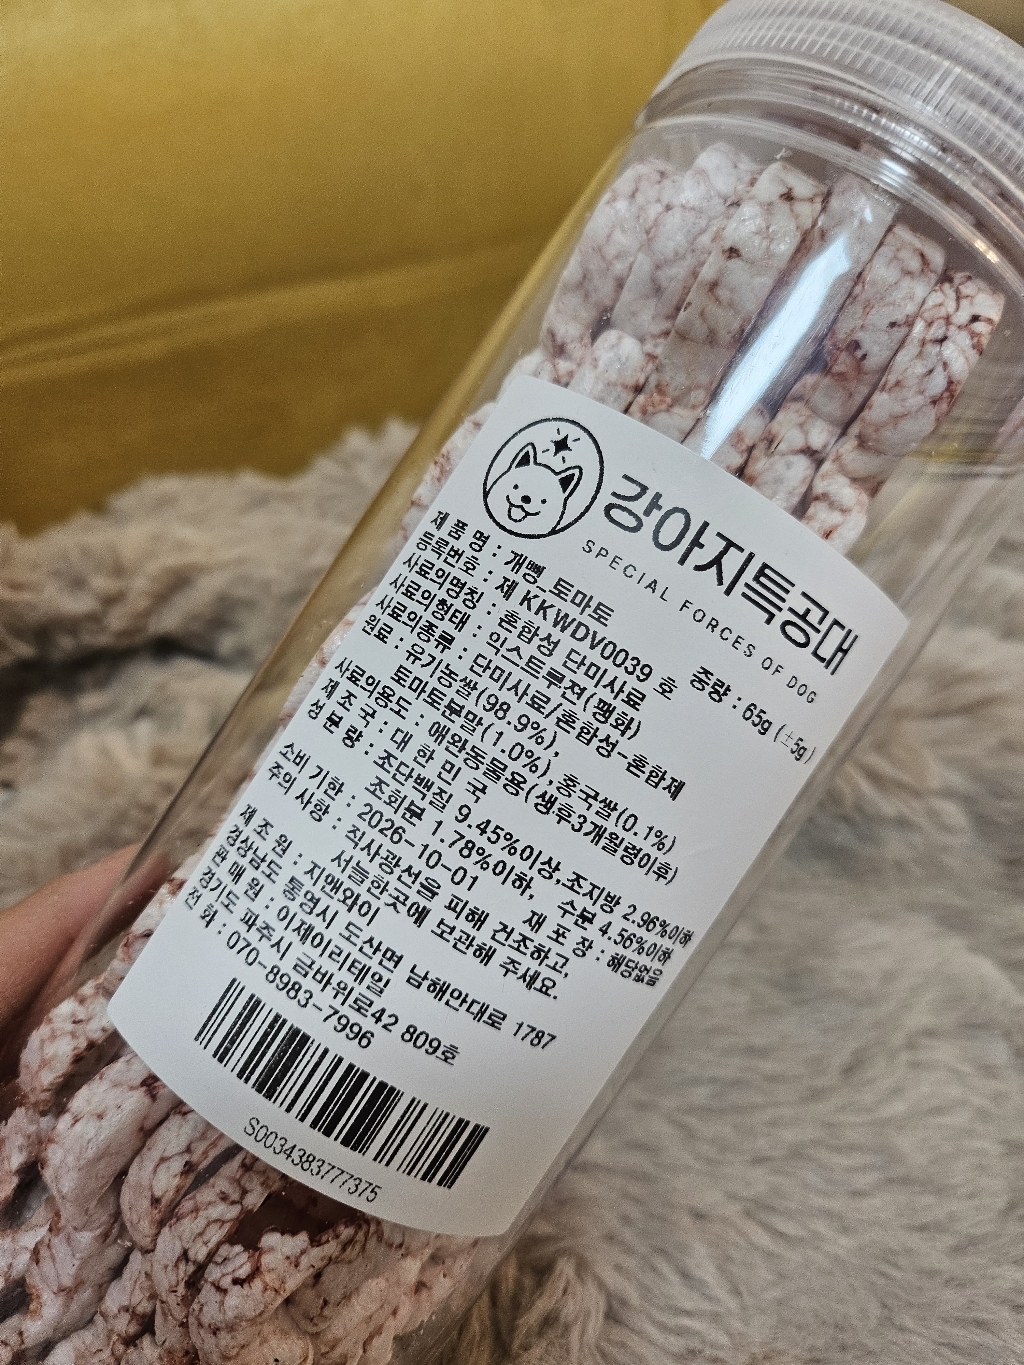 강아지특공대
SPECIAL FORCES OF DOG
제 품 명 : 개뻥_토마토
등록번호 : 제 KKWDV0039 호 중량 : 65g (±5g)
사료의명칭 : 혼합성 단미사료
사료의형태 : 익스트루젼(팽화)
사료의종류 : 단미사료/혼합성-혼합제
원료 : 유기농쌀(98.9%),
토마토분말(1.0%),홍국쌀(0.1%)
사료의용도 : 애완동물용(생후3개월령이후)
제 조 국 : 대 한 민 국
성 분 량 : 조단백질 9.45%이상,조지방 2.96%이하
조회분 1.78%이하, 수분 4.56%이하
소비 기한 : 2026-10-01 재 포 장 : 해당없음
주의 사항 : 직사광선을 피해 건조하고,
서늘한곳에 보관해 주세요.
제 조 원 : 지앤와이
경상남도 통영시 도산면 남해안대로 1787
판 매 원 : 이제이리테일
경기도 파주시 금바위로42 809호
전 화 : 070-8983-7996
S0034383777375